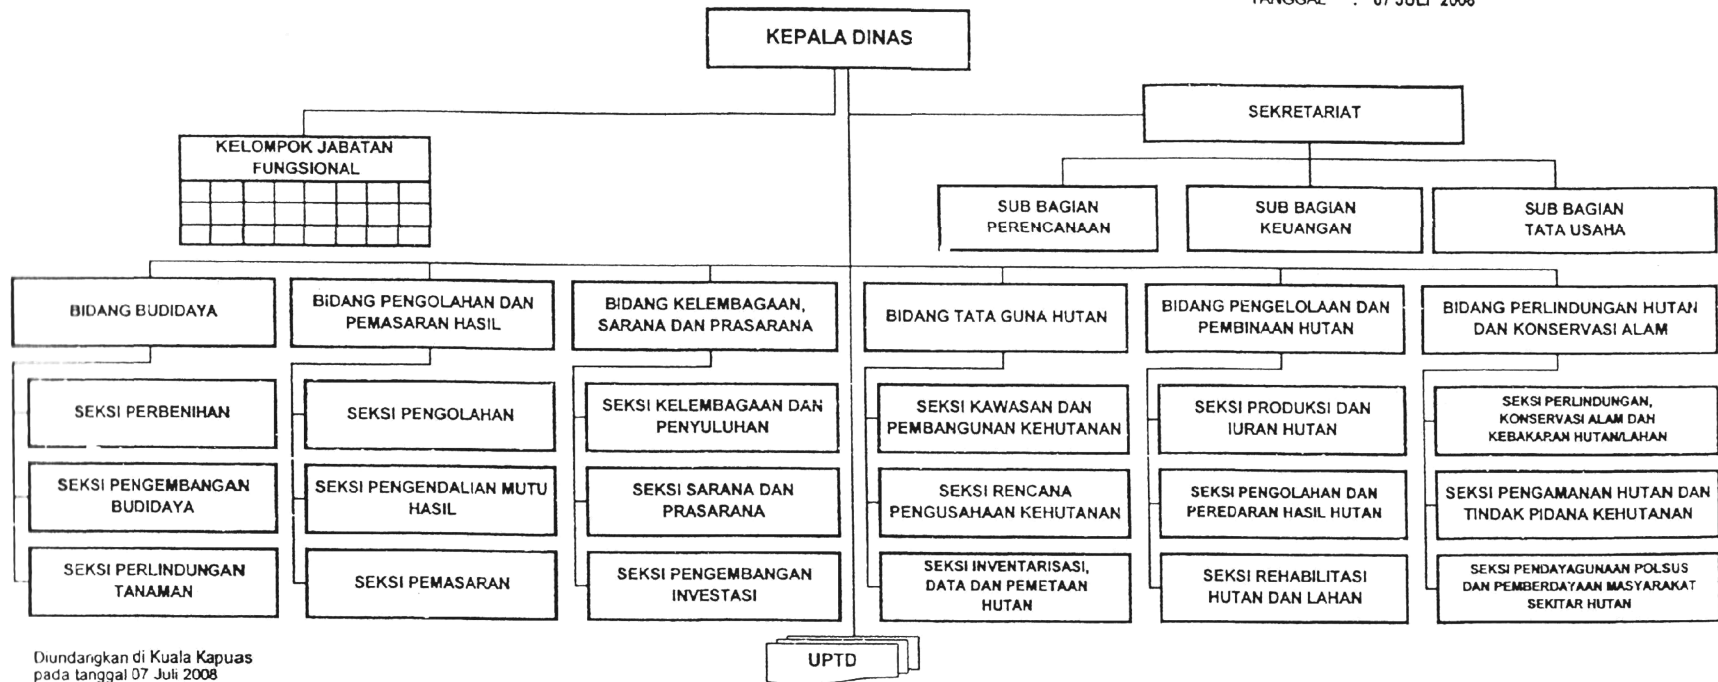 TANGGAL : 07 JULI 2008
KEPALA DINAS
SEKRETARIAT
KELOMPOK JABATAN
FUNGSIONAL
SUB BAGIAN
PERENCANAAN
SUB BAGIAN
KEUANGAN
SUB BAGIAN
TATA USAHA
BIDANG BUDIDAYA
BIDANG PENGOLAHAN DAN
PEMASARAN HASIL
BIDANG KELEMBAGAAN,
SARANA DAN PRASARANA
BIDANG TATA GUNA HUTAN
BIDANG PENGELOLAAN DAN
PEMBINAAN HUTAN
BIDANG PERLINDUNGAN HUTAN
DAN KONSERVASI ALAM
SEKSI PERBENIHAN
SEKSI PENGOLAHAN
SEKSI KELEMBAGAAN DAN
PENYULUHAN
SEKSI KAWASAN DAN
PEMBANGUNAN KEHUTANAN
SEKSI PRODUKSI DAN
IURAN HUTAN
SEKSI PERLINDUNGAN,
KONSERVASI ALAM DAN
KEBAKARAN HUTAN/LAHAN
SEKSI PENGEMBANGAN
BUDIDAYA
SEKSI PENGENDALIAN MUTU
HASIL
SEKSI SARANA DAN
PRASARANA
SEKSI RENCANA
PENGUSAHAAN KEHUTANAN
SEKSI PENGOLAHAN DAN
PEREDARAN HASIL HUTAN
SEKSI PENGAMANAN HUTAN DAN
TINDAK PIDANA KEHUTANAN
SEKSI PERLINDUNGAN
TANAMAN
SEKSI PEMASARAN
SEKSI PENGEMBANGAN
INVESTASI
SEKSI INVENTARISASI,
DATA DAN PEMETAAN
HUTAN
SEKSI REHABILITASI
HUTAN DAN LAHAN
SEKSI PENDAYAGUNAAN POLSUS
DAN PEMBERDAYAAN MASYARAKAT
SEKITAR HUTAN
UPTD
Diundangkan di Kuala Kapuas
pada tanggal 07 Juli 2008